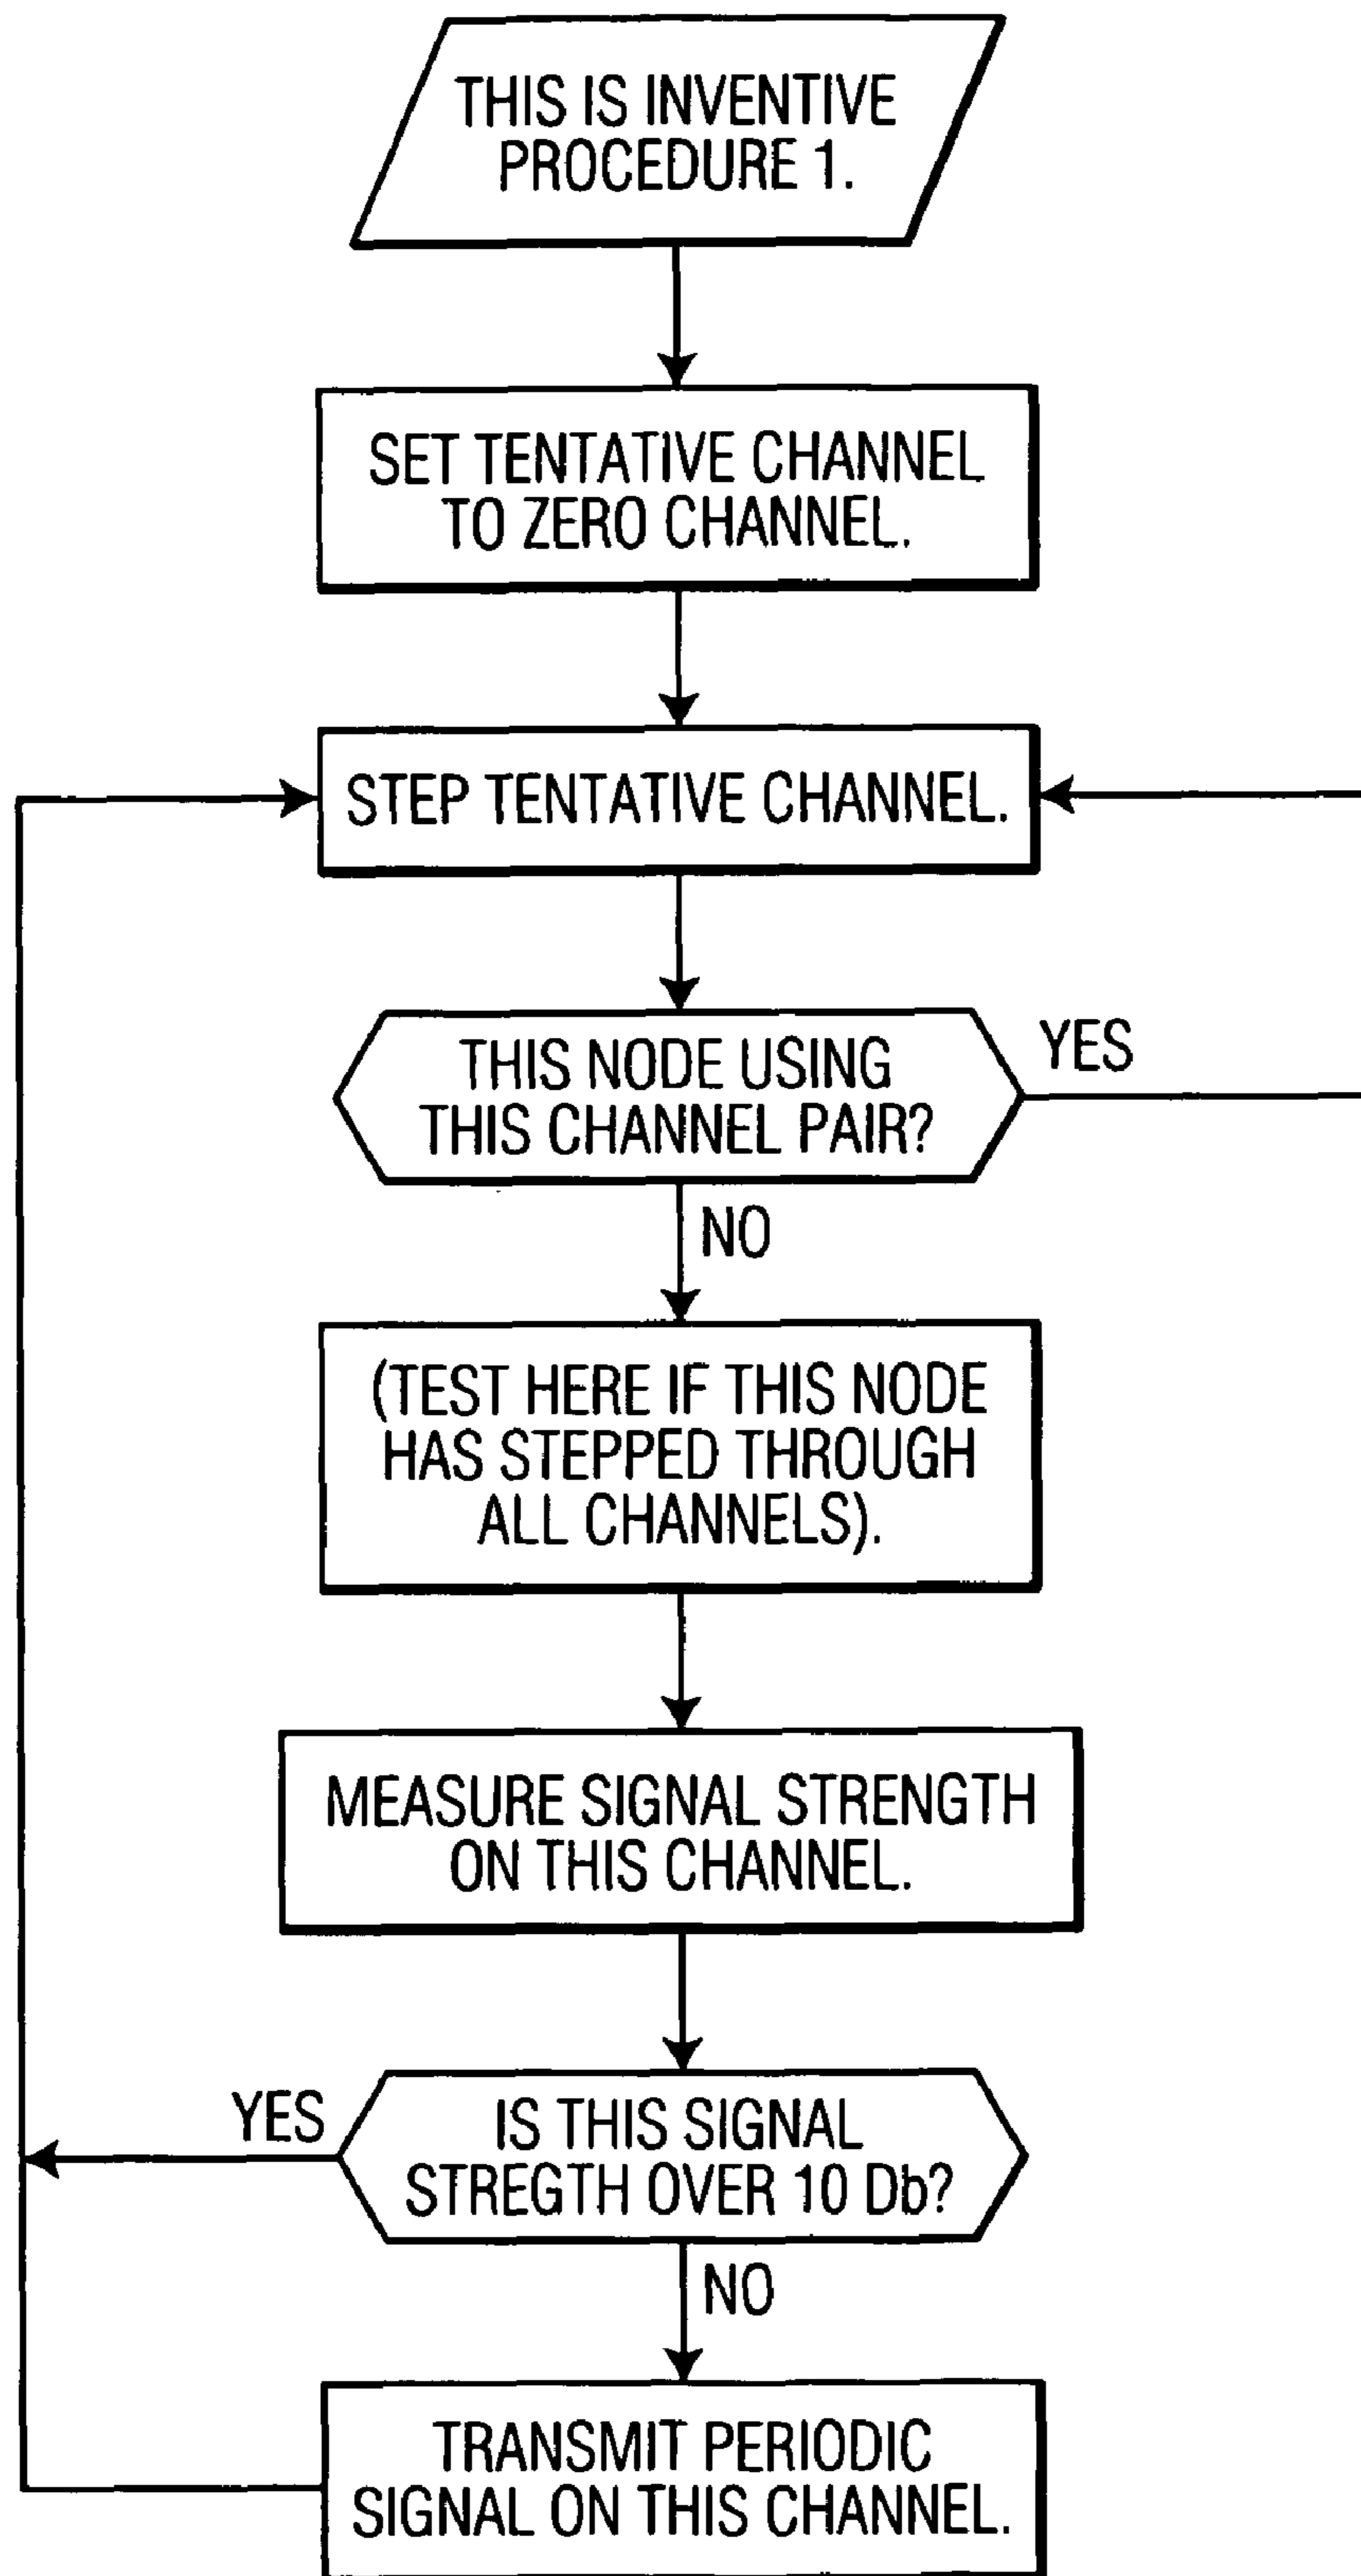 THIS IS INVENTIVE
PROCEDURE 1.
SET TENTATIVE CHANNEL
TO ZERO CHANNEL.
STEP TENTATIVE CHANNEL.
THIS NODE USING
THIS CHANNEL PAIR?
YES
NO
(TEST HERE IF THIS NODE
HAS STEPPED THROUGH
ALL CHANNELS).
MEASURE SIGNAL STRENGTH
ON THIS CHANNEL.
YES
IS THIS SIGNAL
STREGTH OVER 10 Db?
NO
TRANSMIT PERIODIC
SIGNAL ON THIS CHANNEL.